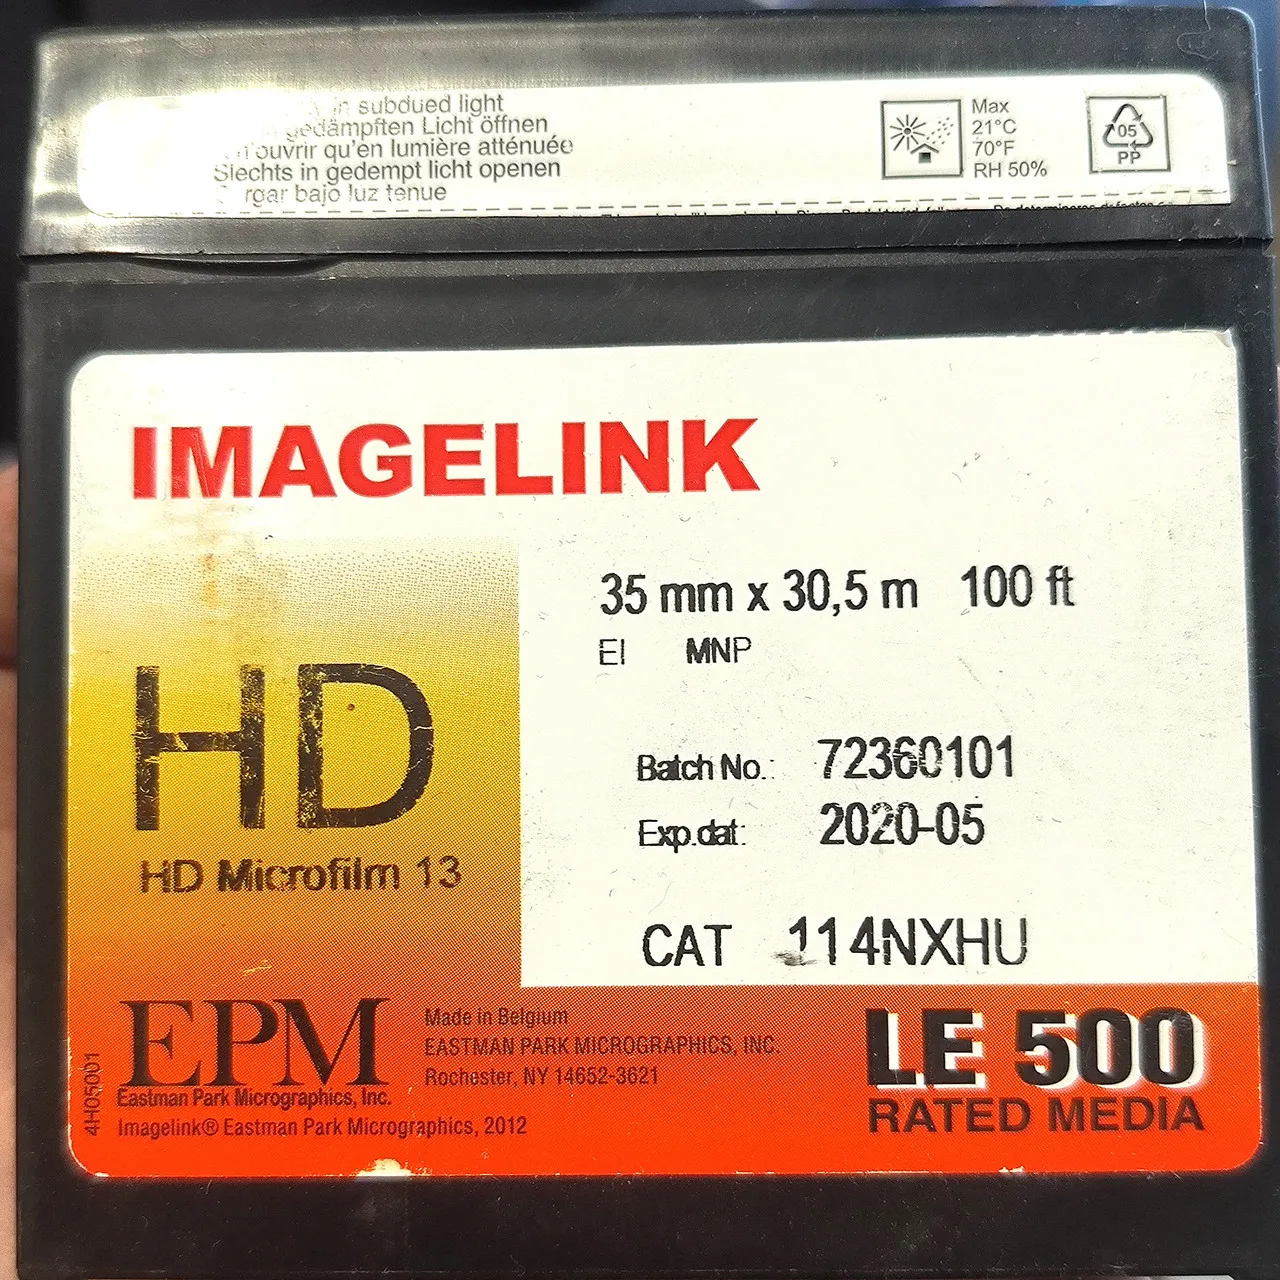 in subdued light
gedämpften Licht öffnen
n'ouvrir qu'en lumière atténuée
Slechts in gedempt licht openen
bajo luz tenue
Max
21°C
70°F
RH 50%
05
PP
IMAGELINK
35 mm x 30,5 m 100 ft
EI MNP
HD
HD Microfilm 13
Batch No.: 72360101
Exp.dat: 2020-05
CAT 114NXHU
EPM
Eastman Park Micrographics, Inc.
Imagelink® Eastman Park Micrographics, 2012
4H05001
Made in Belgium
EASTMAN PARK MICROGRAPHICS, INC.
Rochester, NY 14652-3621
LE 500
RATED MEDIA